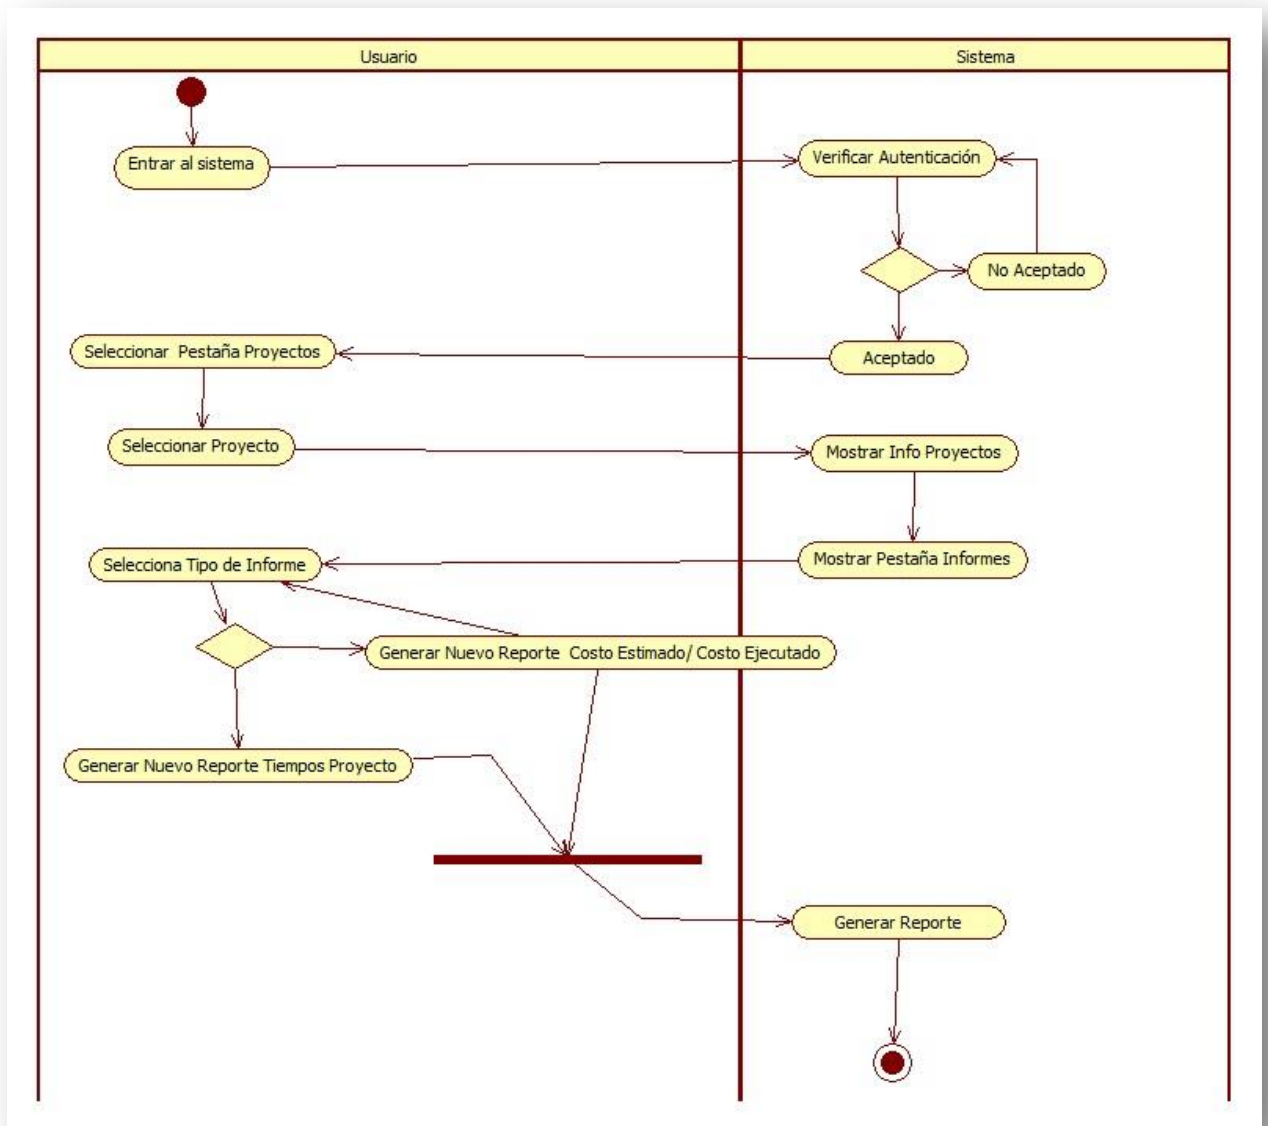 Usuario
Sistema
Entrar al sistema
Verificar Autenticación
No Aceptado
Seleccionar Pestaña Proyectos
Aceptado
Seleccionar Proyecto
Mostrar Info Proyectos
Selecciona Tipo de Informe
Mostrar Pestaña Informes
Generar Nuevo Reporte Costo Estimado/ Costo Ejecutado
Generar Nuevo Reporte Tiempos Proyecto
Generar Reporte